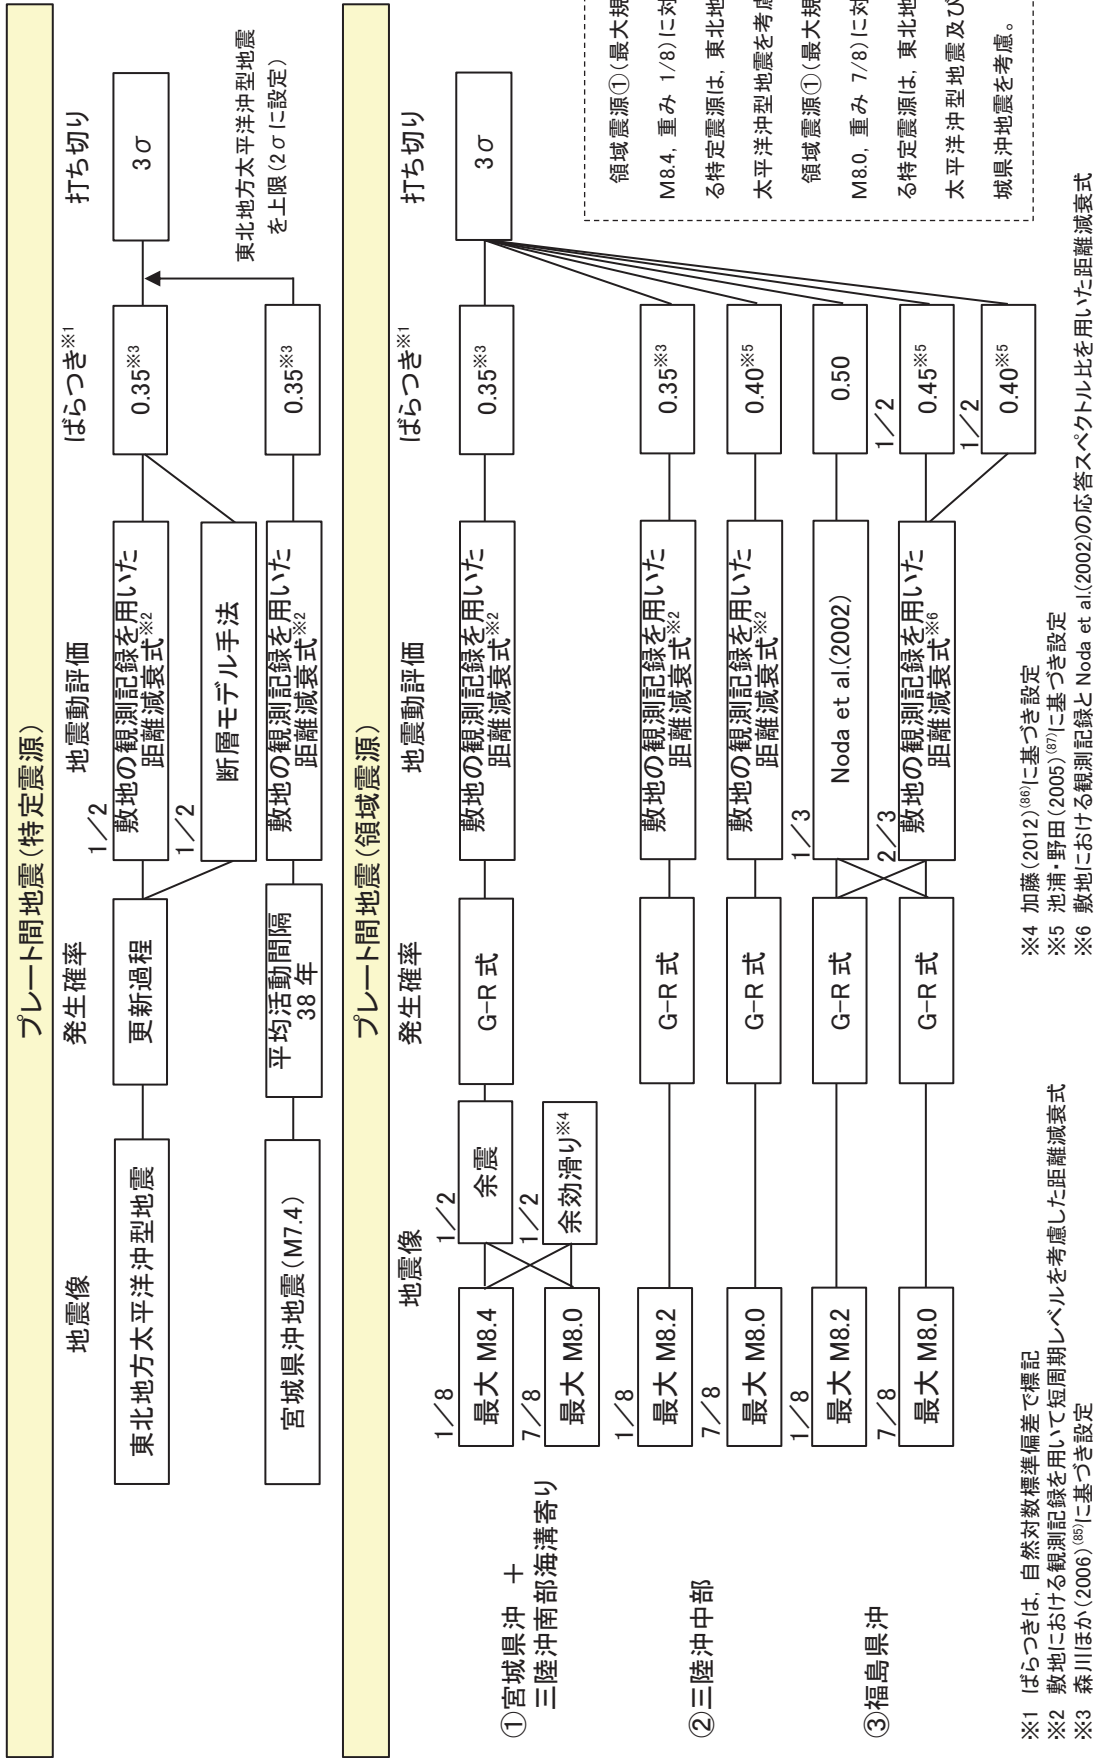 プレート間地震(特定震源)
地震像
発生確率
地震動評価
ばらつき※1
打ち切り
東北地方太平洋沖型地震
更新過程
1/2
敷地の観測記録を用いた
距離減衰式※2
1/2
断層モデル手法
0.35※3
3σ
宮城県沖地震(M7.4)
平均活動間隔
38 年
敷地の観測記録を用いた
距離減衰式※2
0.35※3
東北地方太平洋沖型地震
を上限(2σに設定)
プレート間地震(領域震源)
地震像
発生確率
地震動評価
ばらつき※1
打ち切り
①宮城県沖 +
三陸沖南部海溝寄り
1/8
最大 M8.4
7/8
最大 M8.0
1/2
余震
1/2
余効滑り※4
G-R 式
敷地の観測記録を用いた
距離減衰式※2
0.35※3
3σ
②三陸沖中部
1/8
最大 M8.2
G-R 式
敷地の観測記録を用いた
距離減衰式※2
0.35※3
7/8
最大 M8.0
G-R 式
敷地の観測記録を用いた
距離減衰式※2
0.40※5
③福島県沖
1/8
最大 M8.2
G-R 式
1/3
Noda et al.(2002)
0.50
7/8
最大 M8.0
G-R 式
2/3
敷地の観測記録を用いた
距離減衰式※6
1/2
0.45※5
1/2
0.40※5
領域震源①(最大規
M8.4, 重み 1/8)に対
る特定震源は, 東北地
太平洋沖型地震を考慮
領域震源①(最大規
M8.0, 重み 7/8)に対
る特定震源は, 東北地
太平洋沖型地震及び
城県沖地震を考慮。
※1 ばらつきは, 自然対数標準偏差で標記
※2 敷地における観測記録を用いて短周期レベルを考慮した距離減衰式
※3 森川ほか(2006)(85)に基づき設定
※4 加藤(2012)(86)に基づき設定
※5 池浦・野田(2005)(87)に基づき設定
※6 敷地における観測記録と Noda et al.(2002)の応答スペクトル比を用いた距離減衰式